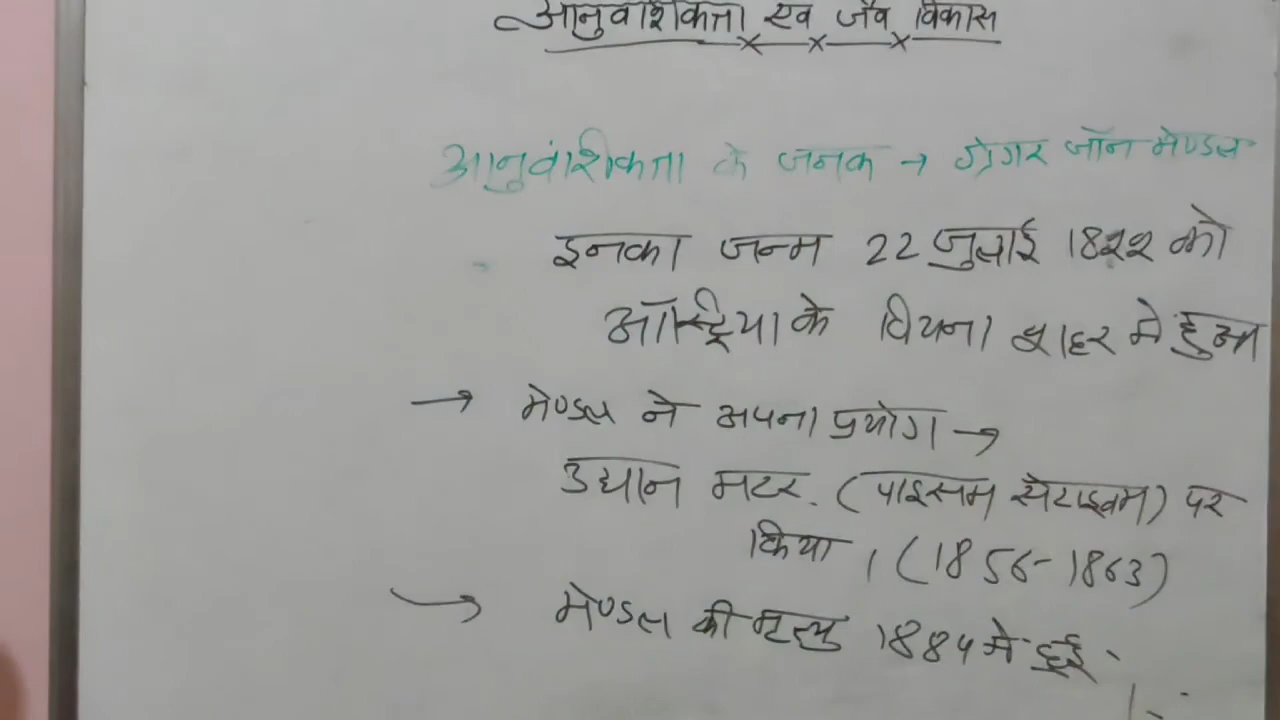 आनुवांशिकता एवं जैव विकास
आनुवांशिकता के जनक → ग्रेगर जॉन मेण्डल
इनका जन्म 22 जुलाई 1822 को
ऑस्ट्रिया के वियना शहर मे हुआ
→ मेण्डल ने अपना प्रयोग →
उद्यान मटर. (पाइसम सेटाइवम) पर
किया । (1856-1863)
→ मेण्डल की मृत्यु 1884 मे हुई